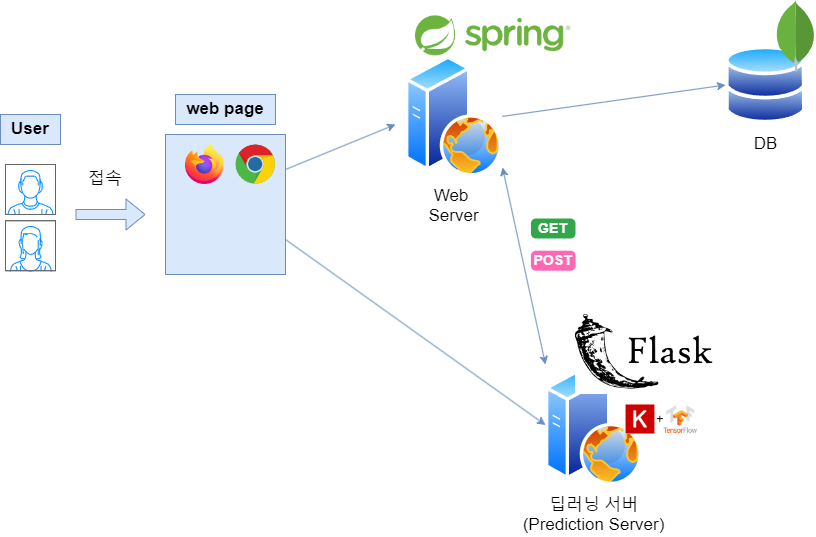 User
접속
web page
spring
Web
Server
DB
GET
POST
Flask
K
+
TensorFlow
딥러닝 서버
(Prediction Server)